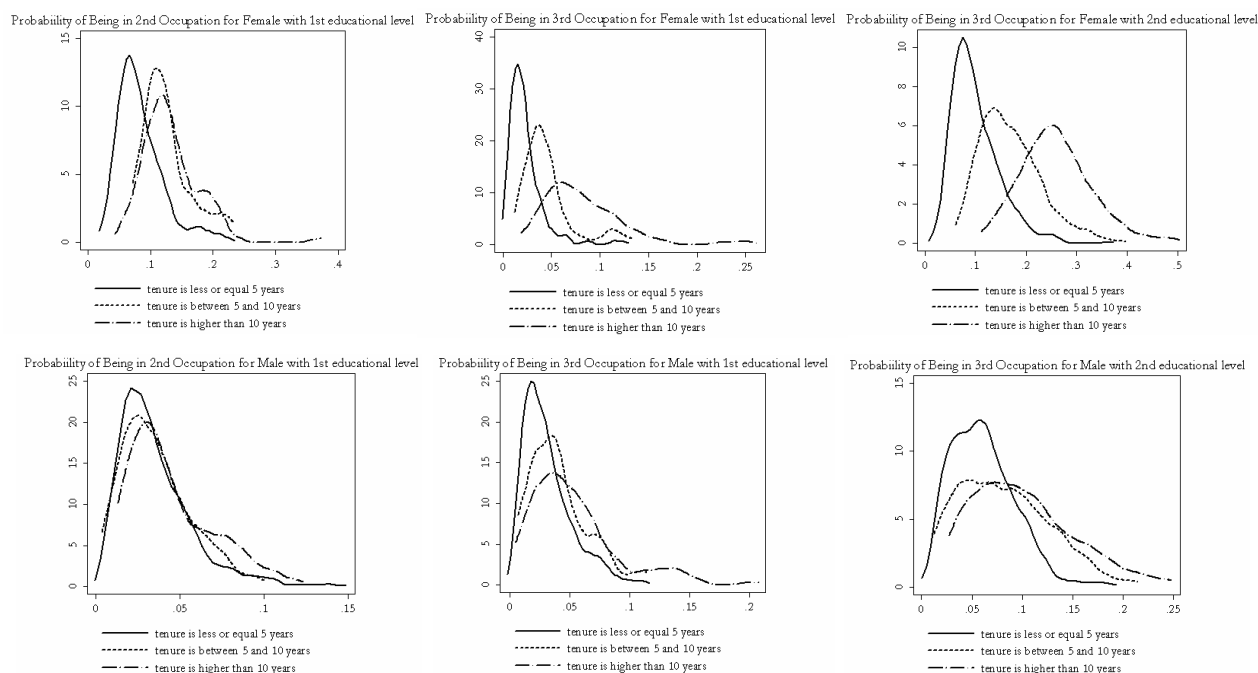 Probability of Being in 2nd Occupation for Female with 1st educational level
15
10
5
0
0 .1 .2 .3 .4
tenure is less or equal 5 years
tenure is between 5 and 10 years
tenure is higher than 10 years
Probability of Being in 3rd Occupation for Female with 1st educational level
40
30
20
10
0
0 .05 .1 .15 .2 .25
tenure is less or equal 5 years
tenure is between 5 and 10 years
tenure is higher than 10 years
Probability of Being in 3rd Occupation for Female with 2nd educational level
10
8
6
4
2
0
0 .1 .2 .3 .4 .5
tenure is less or equal 5 years
tenure is between 5 and 10 years
tenure is higher than 10 years
Probability of Being in 2nd Occupation for Male with 1st educational level
25
20
15
10
5
0
0 .05 .1 .15
tenure is less or equal 5 years
tenure is between 5 and 10 years
tenure is higher than 10 years
Probability of Being in 3rd Occupation for Male with 1st educational level
25
20
15
10
5
0
0 .05 .1 .15 .2
tenure is less or equal 5 years
tenure is between 5 and 10 years
tenure is higher than 10 years
Probability of Being in 3rd Occupation for Male with 2nd educational level
15
10
5
0
0 .05 .1 .15 .2 .25
tenure is less or equal 5 years
tenure is between 5 and 10 years
tenure is higher than 10 years